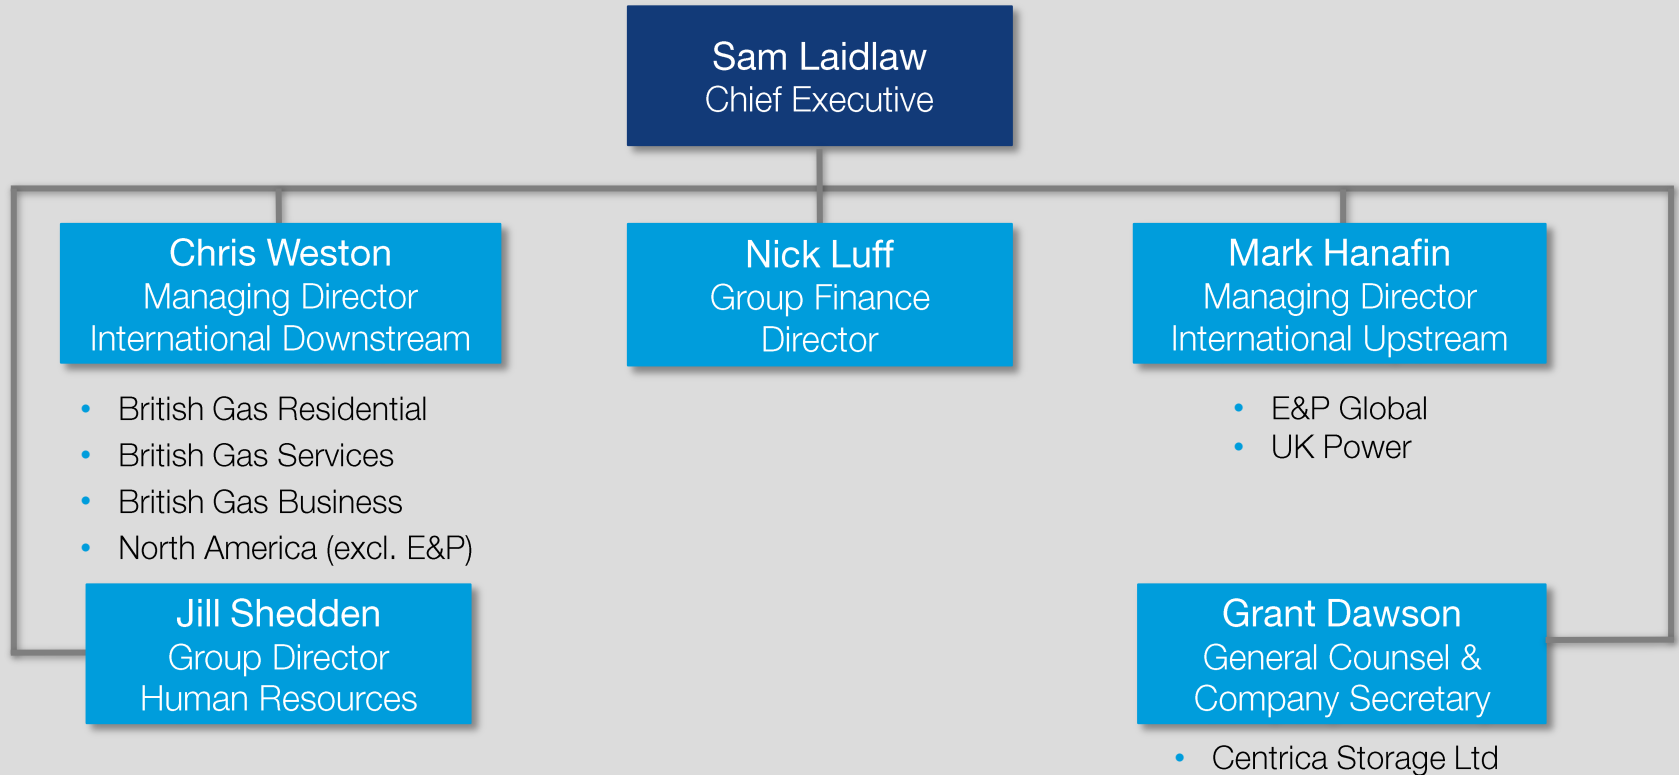 Sam Laidlaw
Chief Executive
Chris Weston
Managing Director
International Downstream
Nick Luff
Group Finance
Director
Mark Hanafin
Managing Director
International Upstream
• British Gas Residential
• British Gas Services
• British Gas Business
• North America (excl. E&P)
• E&P Global
• UK Power
Jill Shedden
Group Director
Human Resources
Grant Dawson
General Counsel &
Company Secretary
• Centrica Storage Ltd